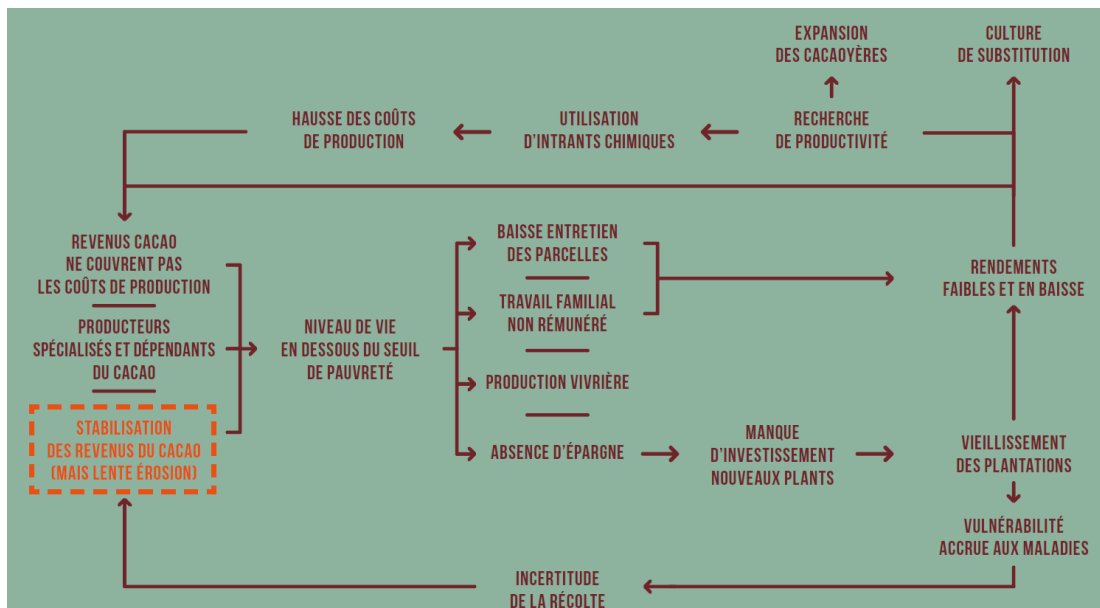 EXPANSION
DES CACAOYÈRES
CULTURE
DE SUBSTITUTION
HAUSSE DES COÛTS
DE PRODUCTION
UTILISATION
D'INTRANTS CHIMIQUES
RECHERCHE
DE PRODUCTIVITÉ
REVENUS CACAO
NE COUVRENT PAS
LES COÛTS DE PRODUCTION
PRODUCTEURS
SPÉCIALISÉS ET DÉPENDANTS
DU CACAO
STABILISATION
DES REVENUS DU CACAO
(MAIS LENTE ÉROSION)
NIVEAU DE VIE
EN DESSOUS DU SEUIL
DE PAUVRETÉ
BAISSE ENTRETIEN
DES PARCELLES
TRAVAIL FAMILIAL
NON RÉMUNÉRÉ
PRODUCTION VIVRIÈRE
ABSENCE D'ÉPARGNE
MANQUE
D'INVESTISSEMENT
NOUVEAUX PLANTS
RENDEMENTS
FAIBLES ET EN BAISSE
VIEILLISSEMENT
DES PLANTATIONS
VULNÉRABILITÉ
ACCRUE AUX MALADIES
INCERTITUDE
DE LA RÉCOLTE